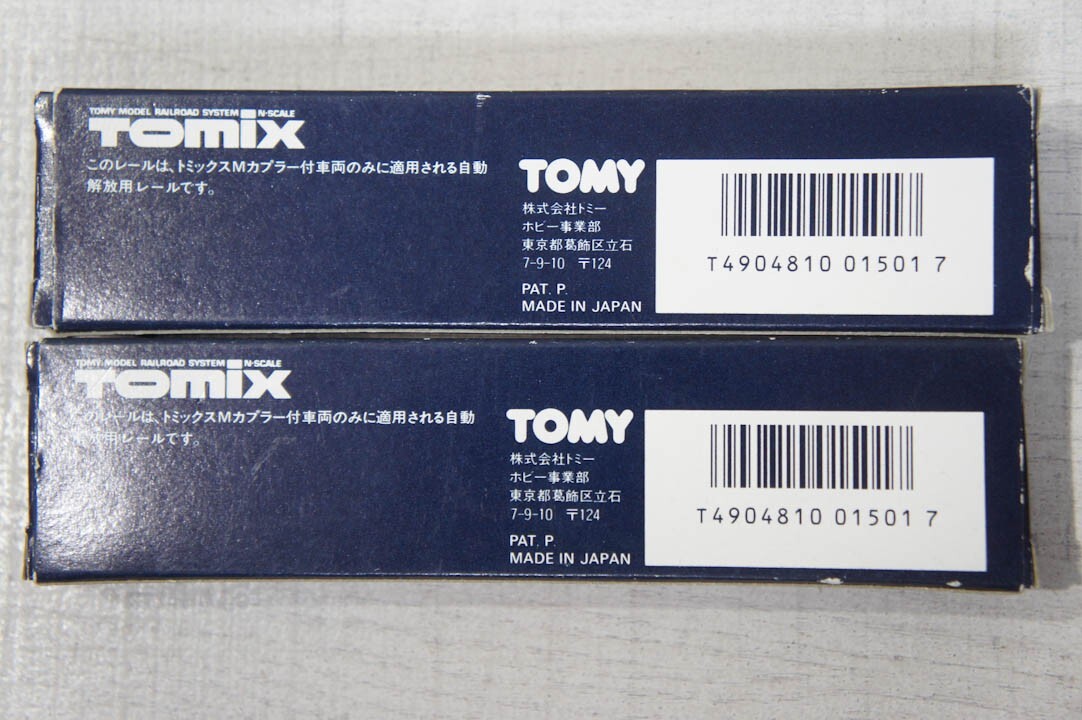 TOMY MODEL RAILROAD SYSTEM N-SCALE
TOMIX
このレールは、トミックスMカプラー付車両のみに適用される自動
解放用レールです。
TOMY
株式会社トミー
ホビー事業部
東京都葛飾区立石
7-9-10 〒124
PAT. P.
MADE IN JAPAN
T4904810 01501 7
TOMY MODEL RAILROAD SYSTEM N-SCALE
TOMIX
このレールは、トミックスMカプラー付車両のみに適用される自動
解放用レールです。
TOMY
株式会社トミー
ホビー事業部
東京都葛飾区立石
7-9-10 〒124
PAT. P.
MADE IN JAPAN
T4904810 01501 7